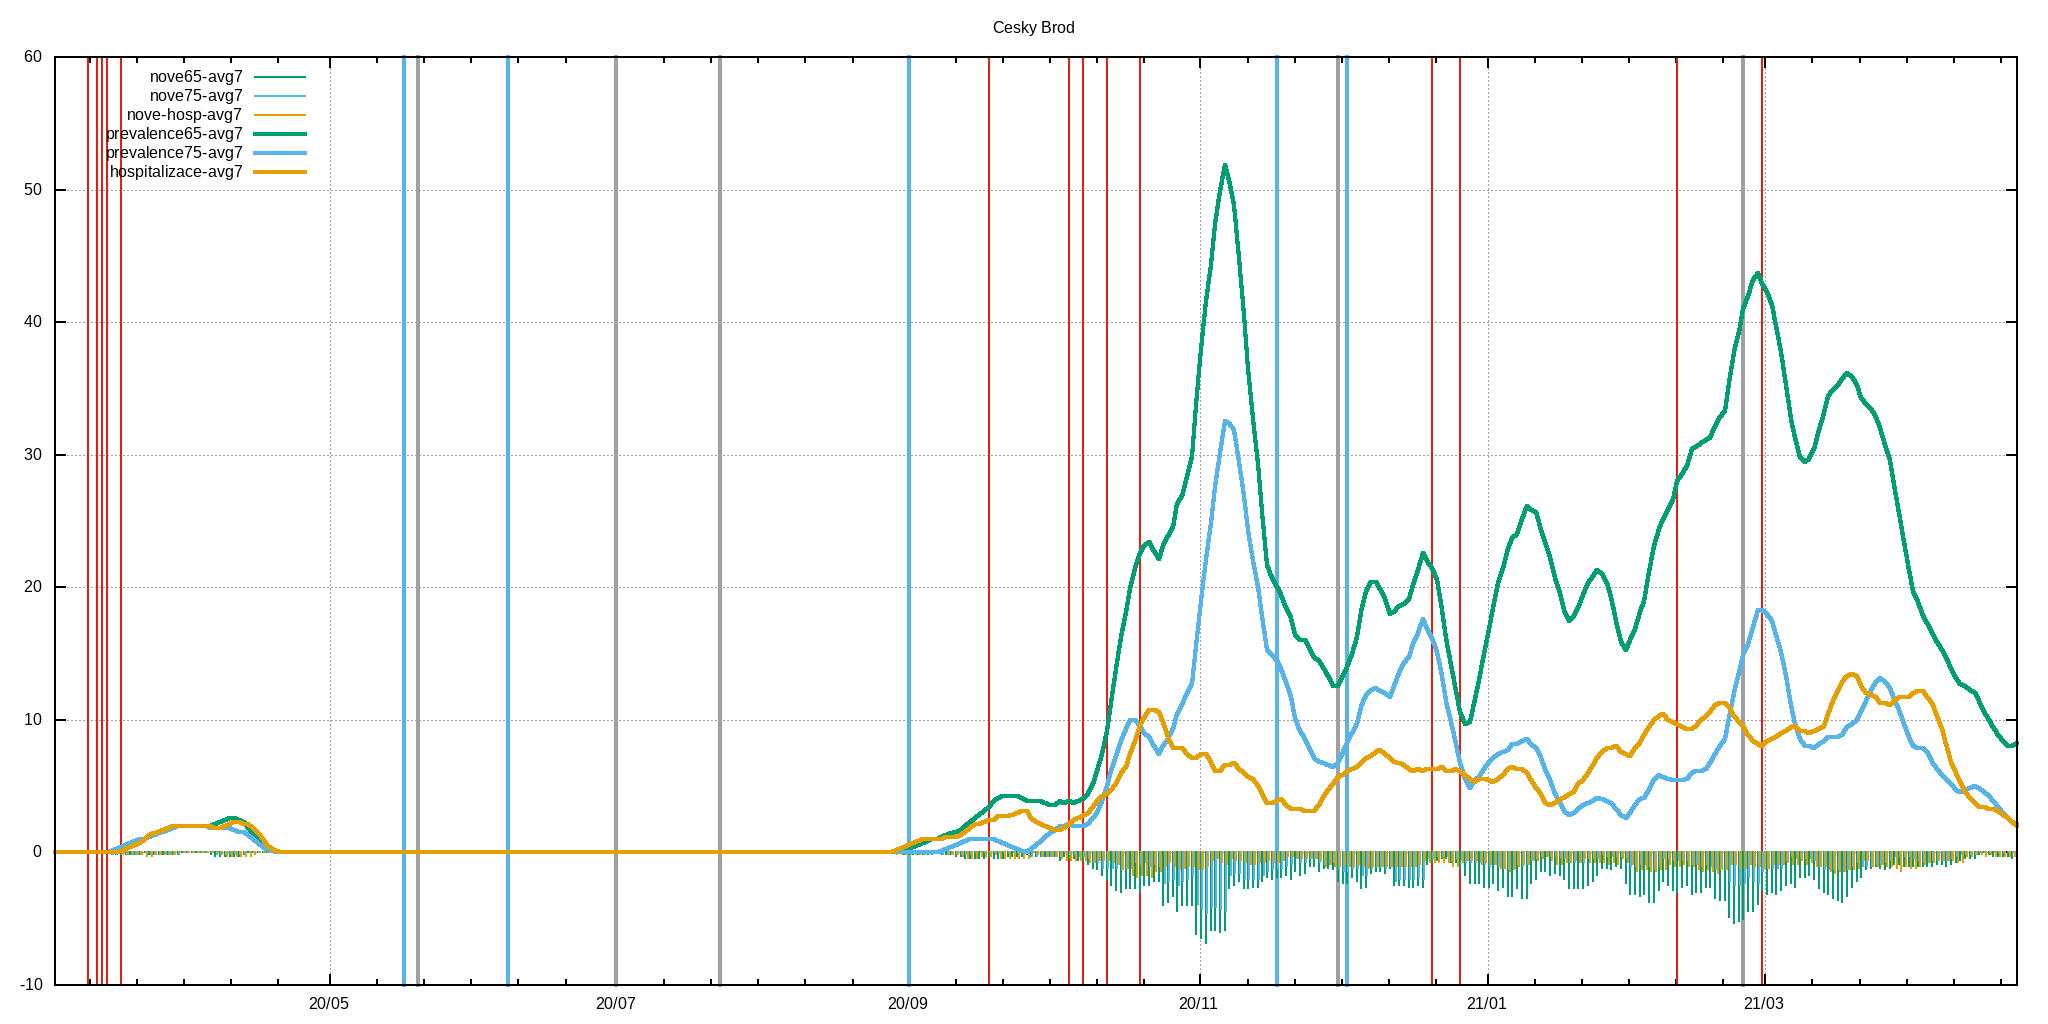 Cesky Brod
60
nove65-avg7
nove75-avg7
nove-hosp-avg7
prevalence65-avg7
prevalence75-avg7
hospitalizace-avg7
50
40
30
20
10
0
-10
20/05 20/07 20/09 20/11 21/01 21/03